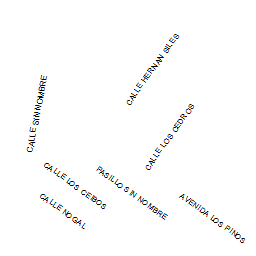 CALLE HERNAN SILES
CALLE SIN NOMBRE
CALLE LOS CEDROS
CALLE LOS CEIBOS
PASILLO S IN NOMBRE
CALLE NOGAL
AVENIDA LOS PINOS